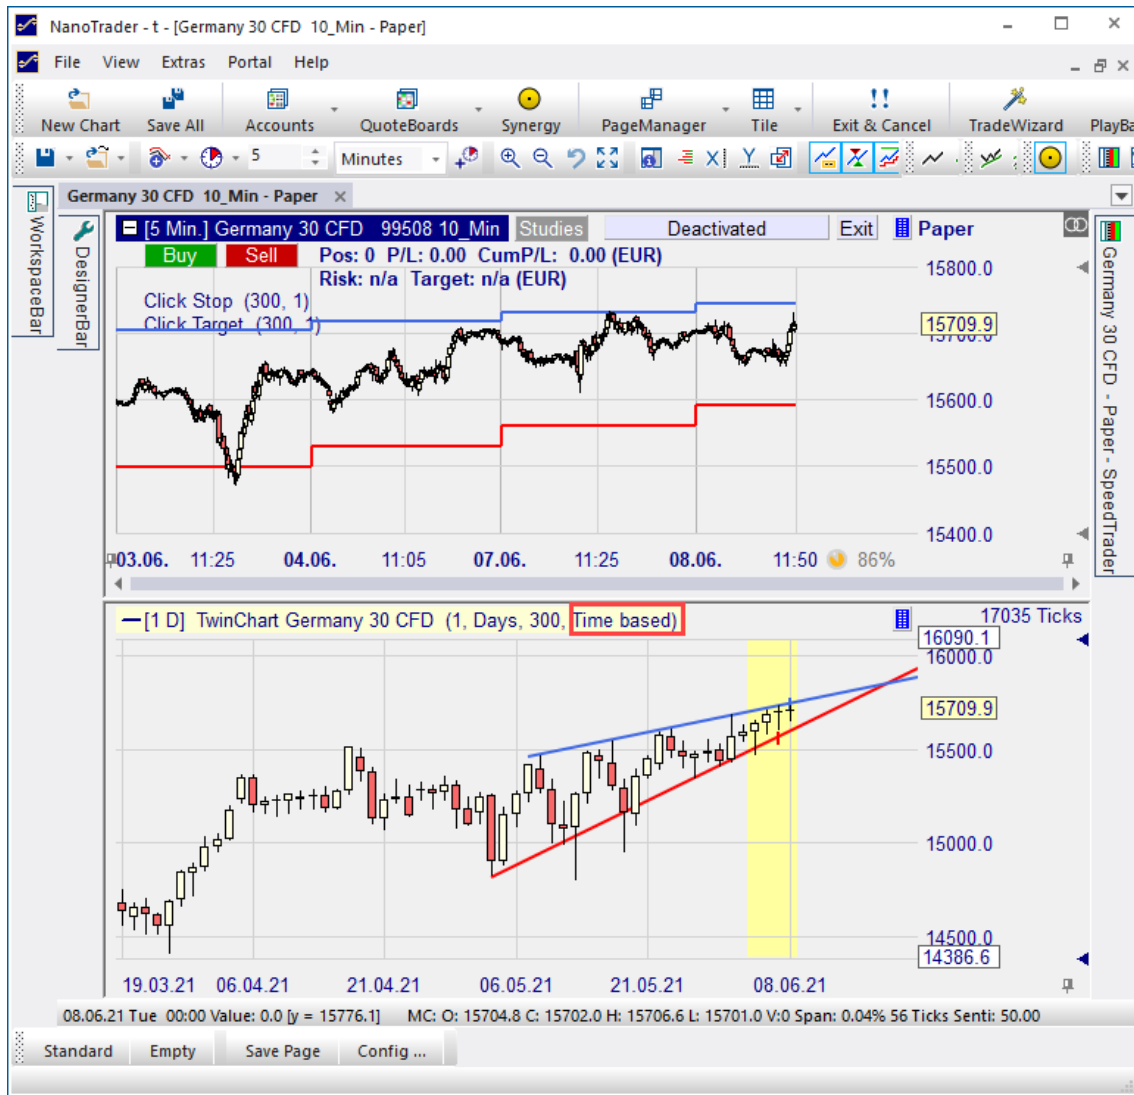 NanoTrader - t - [Germany 30 CFD  10_Min - Paper]
File View Extras Portal Help
New Chart Save All Accounts QuoteBoards Synergy PageManager Tile Exit & Cancel TradeWizard PlayBa
5 Minutes
WorkspaceBar
DesignerBar
Germany 30 CFD  10_Min - Paper
[5 Min.] Germany 30 CFD  99508 10_Min Studies Deactivated Exit Paper
Buy Sell Pos: 0  P/L: 0.00  CumP/L:  0.00 (EUR)
Risk: n/a  Target: n/a (EUR)
Click Stop  (300, 1)
Click Target  (300, 1)
15800.0
15709.9
15700.0
15600.0
15500.0
15400.0
03.06. 11:25 04.06. 11:05 07.06. 11:25 08.06. 11:50 86%
Germany 30 CFD - Paper - SpeedTrader
[1 D]  TwinChart Germany 30 CFD  (1, Days, 300, Time based) 17035 Ticks
16090.1
16000.0
15709.9
15500.0
15000.0
14500.0
14386.6
19.03.21 06.04.21 21.04.21 06.05.21 21.05.21 08.06.21
08.06.21 Tue  00:00 Value: 0.0 [y = 15776.1] MC: O: 15704.8 C: 15702.0 H: 15706.6 L: 15701.0 V:0 Span: 0.04% 56 Ticks Senti: 50.00
Standard Empty Save Page Config ...